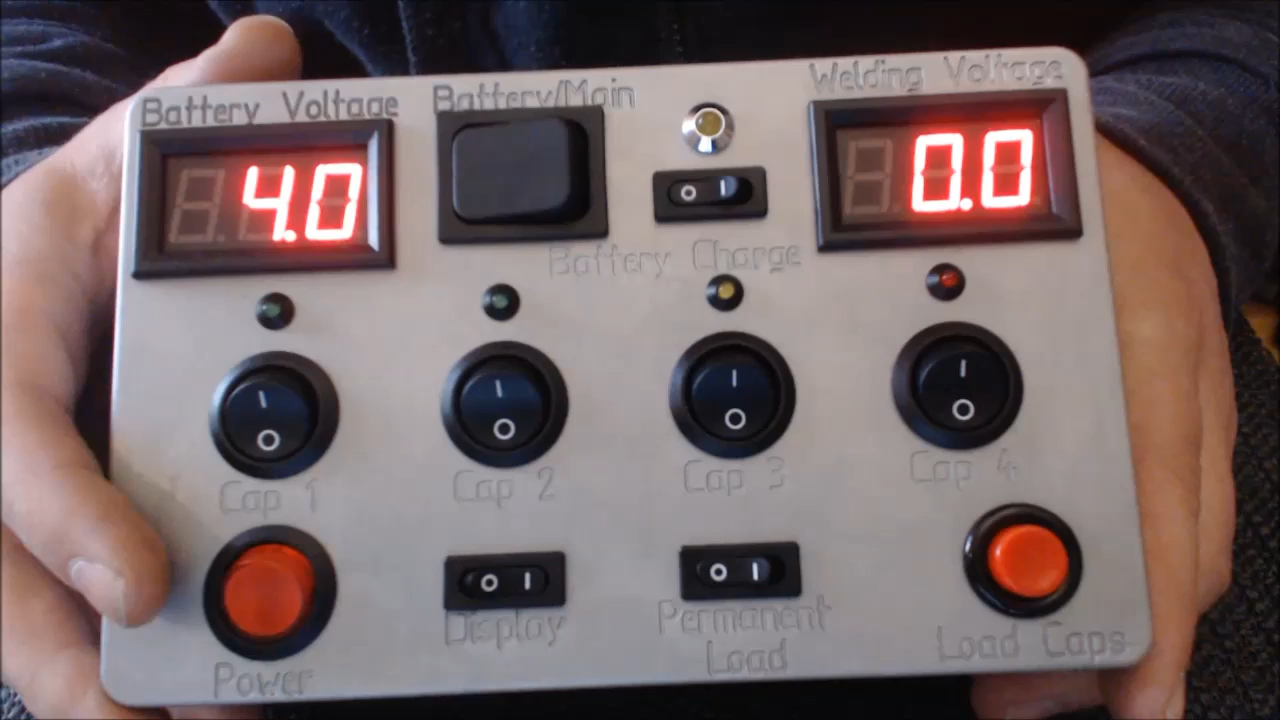 Battery Voltage
Battery/Main
Welding Voltage
4.0
0.0
O I
Battery Charge
I
O
I
O
I
O
I
O
Cap 1
Cap 2
Cap 3
Cap 4
O I
O I
Display
Permanent
Load
Load Caps
Power